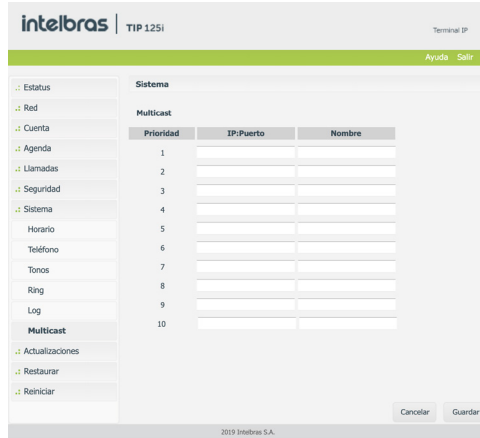 intelbras TIP 125i
Terminal IP
Ayuda Salir
.: Estatus
.: Red
.: Cuenta
.: Agenda
.: Llamadas
.: Seguridad
.: Sistema
Horario
Teléfono
Tonos
Ring
Log
Multicast
.: Actualizaciones
.: Restaurar
.: Reiniciar
Sistema
Multicast
Prioridad IP:Puerto Nombre
1
2
3
4
5
6
7
8
9
10
Cancelar Guardar
2019 Intelbras S.A.